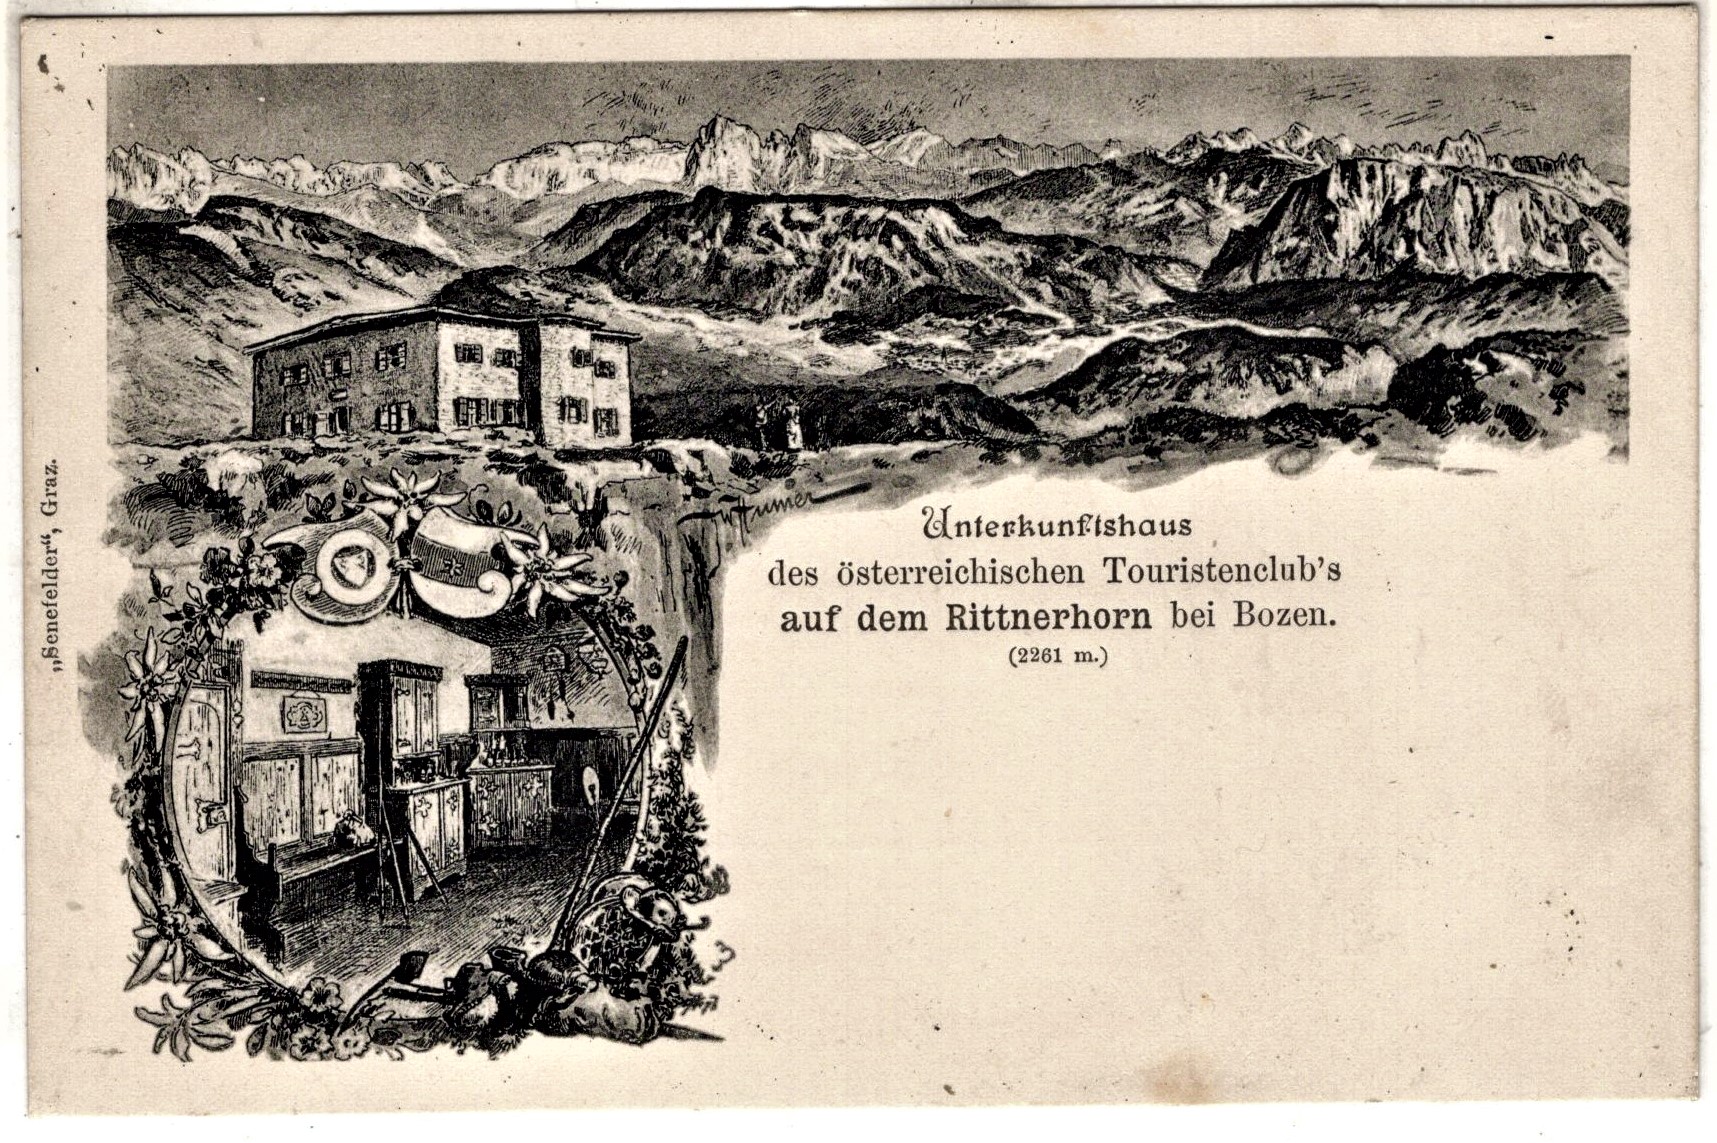 Unterkunftshaus
des österreichischen Touristenclub's
auf dem Rittnerhorn bei Bozen.
(2261 m.)
„Senefelder“, Graz.